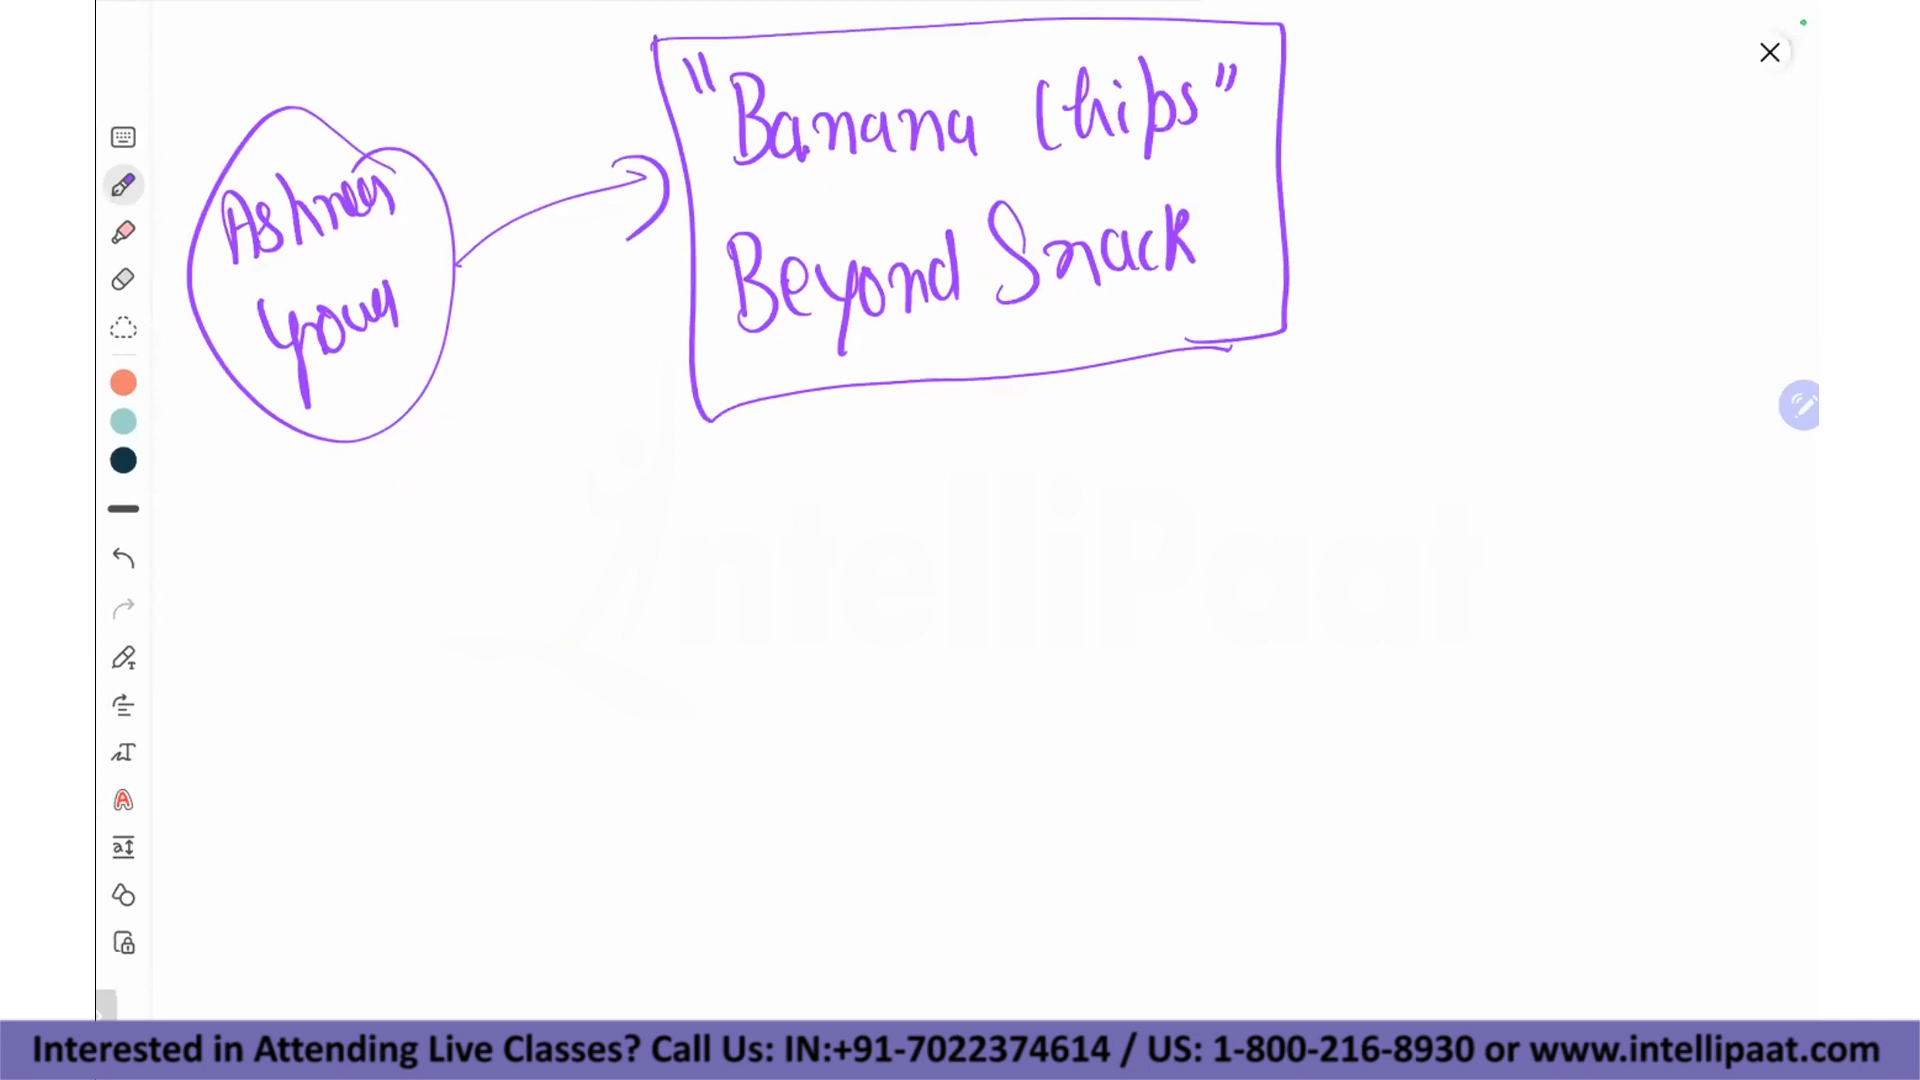 "Banana Chips"
Beyond Snack
Ashneer
Grover
IntelliPaat
Interested in Attending Live Classes? Call Us: IN:+91-7022374614 / US: 1-800-216-8930 or www.intellipaat.com